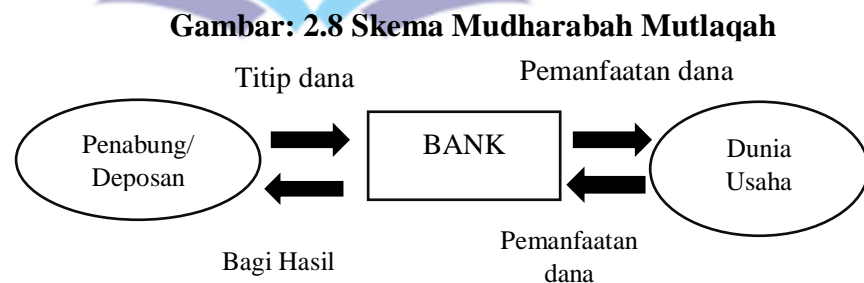 Gambar: 2.8 Skema Mudharabah Mutlaqah
Titip dana
Pemanfaatan dana
Penabung/
Deposan
BANK
Dunia
Usaha
Bagi Hasil
Pemanfaatan
dana